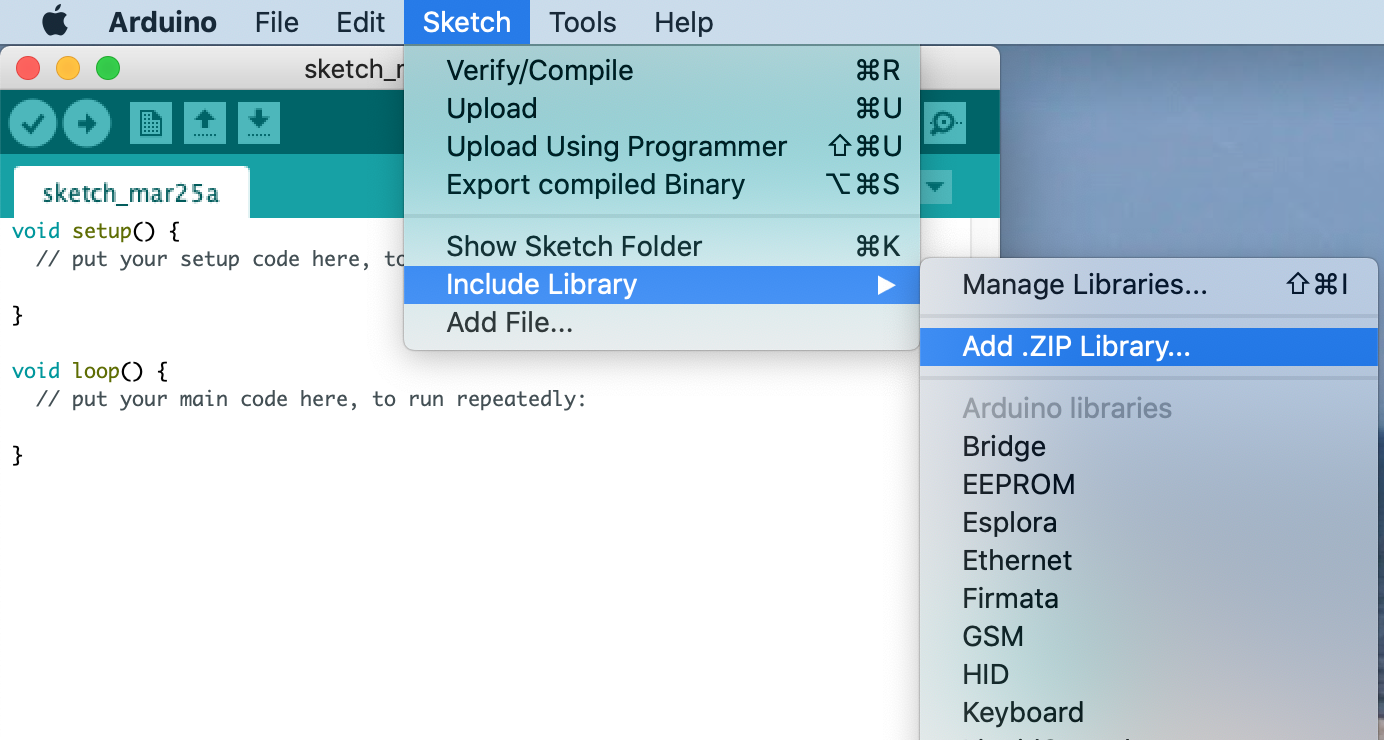 Arduino File Edit Sketch Tools Help
Verify/Compile ⌘R
Upload ⌘U
Upload Using Programmer ⇧⌘U
Export compiled Binary ⌥⌘S
Show Sketch Folder ⌘K
Include Library ▶
Add File...
Manage Libraries... ⇧⌘I
Add .ZIP Library...
Arduino libraries
Bridge
EEPROM
Esplora
Ethernet
Firmata
GSM
HID
Keyboard
sketch_mar25a
void setup() {
// put your setup code here, to
}
void loop() {
// put your main code here, to run repeatedly:
}